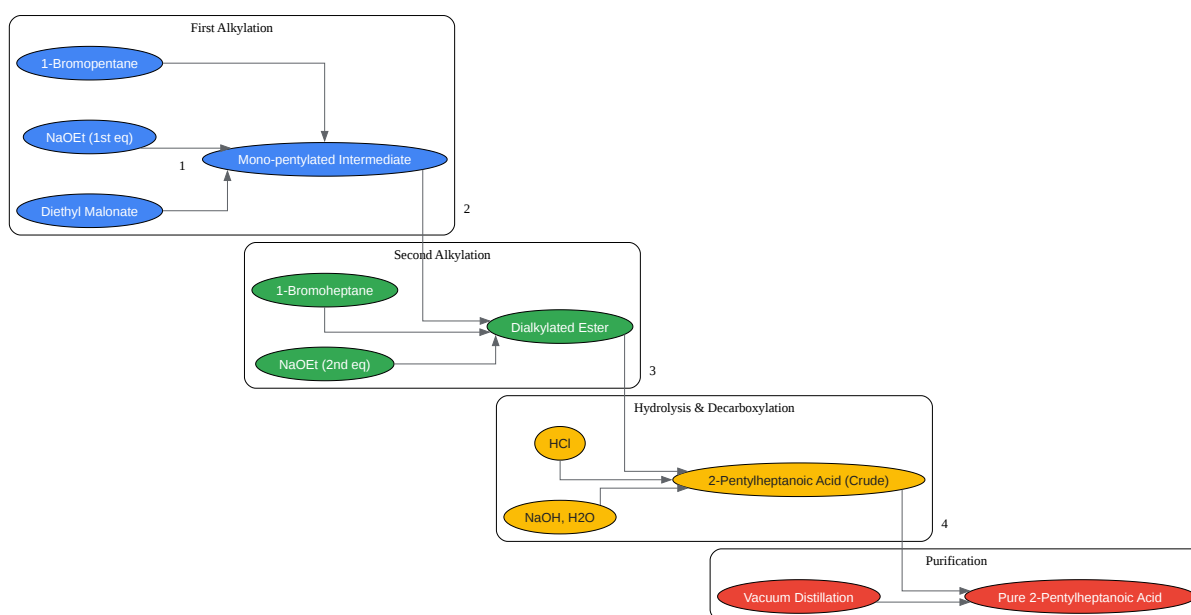 First Alkylation
1-Bromopentane
NaOEt (1st eq)
1
Mono-pentylated Intermediate
Diethyl Malonate
2
Second Alkylation
1-Bromoheptane
Dialkylated Ester
NaOEt (2nd eq)
3
Hydrolysis & Decarboxylation
HCl
2-Pentylheptanoic Acid (Crude)
NaOH, H2O
4
Purification
Vacuum Distillation
Pure 2-Pentylheptanoic Acid